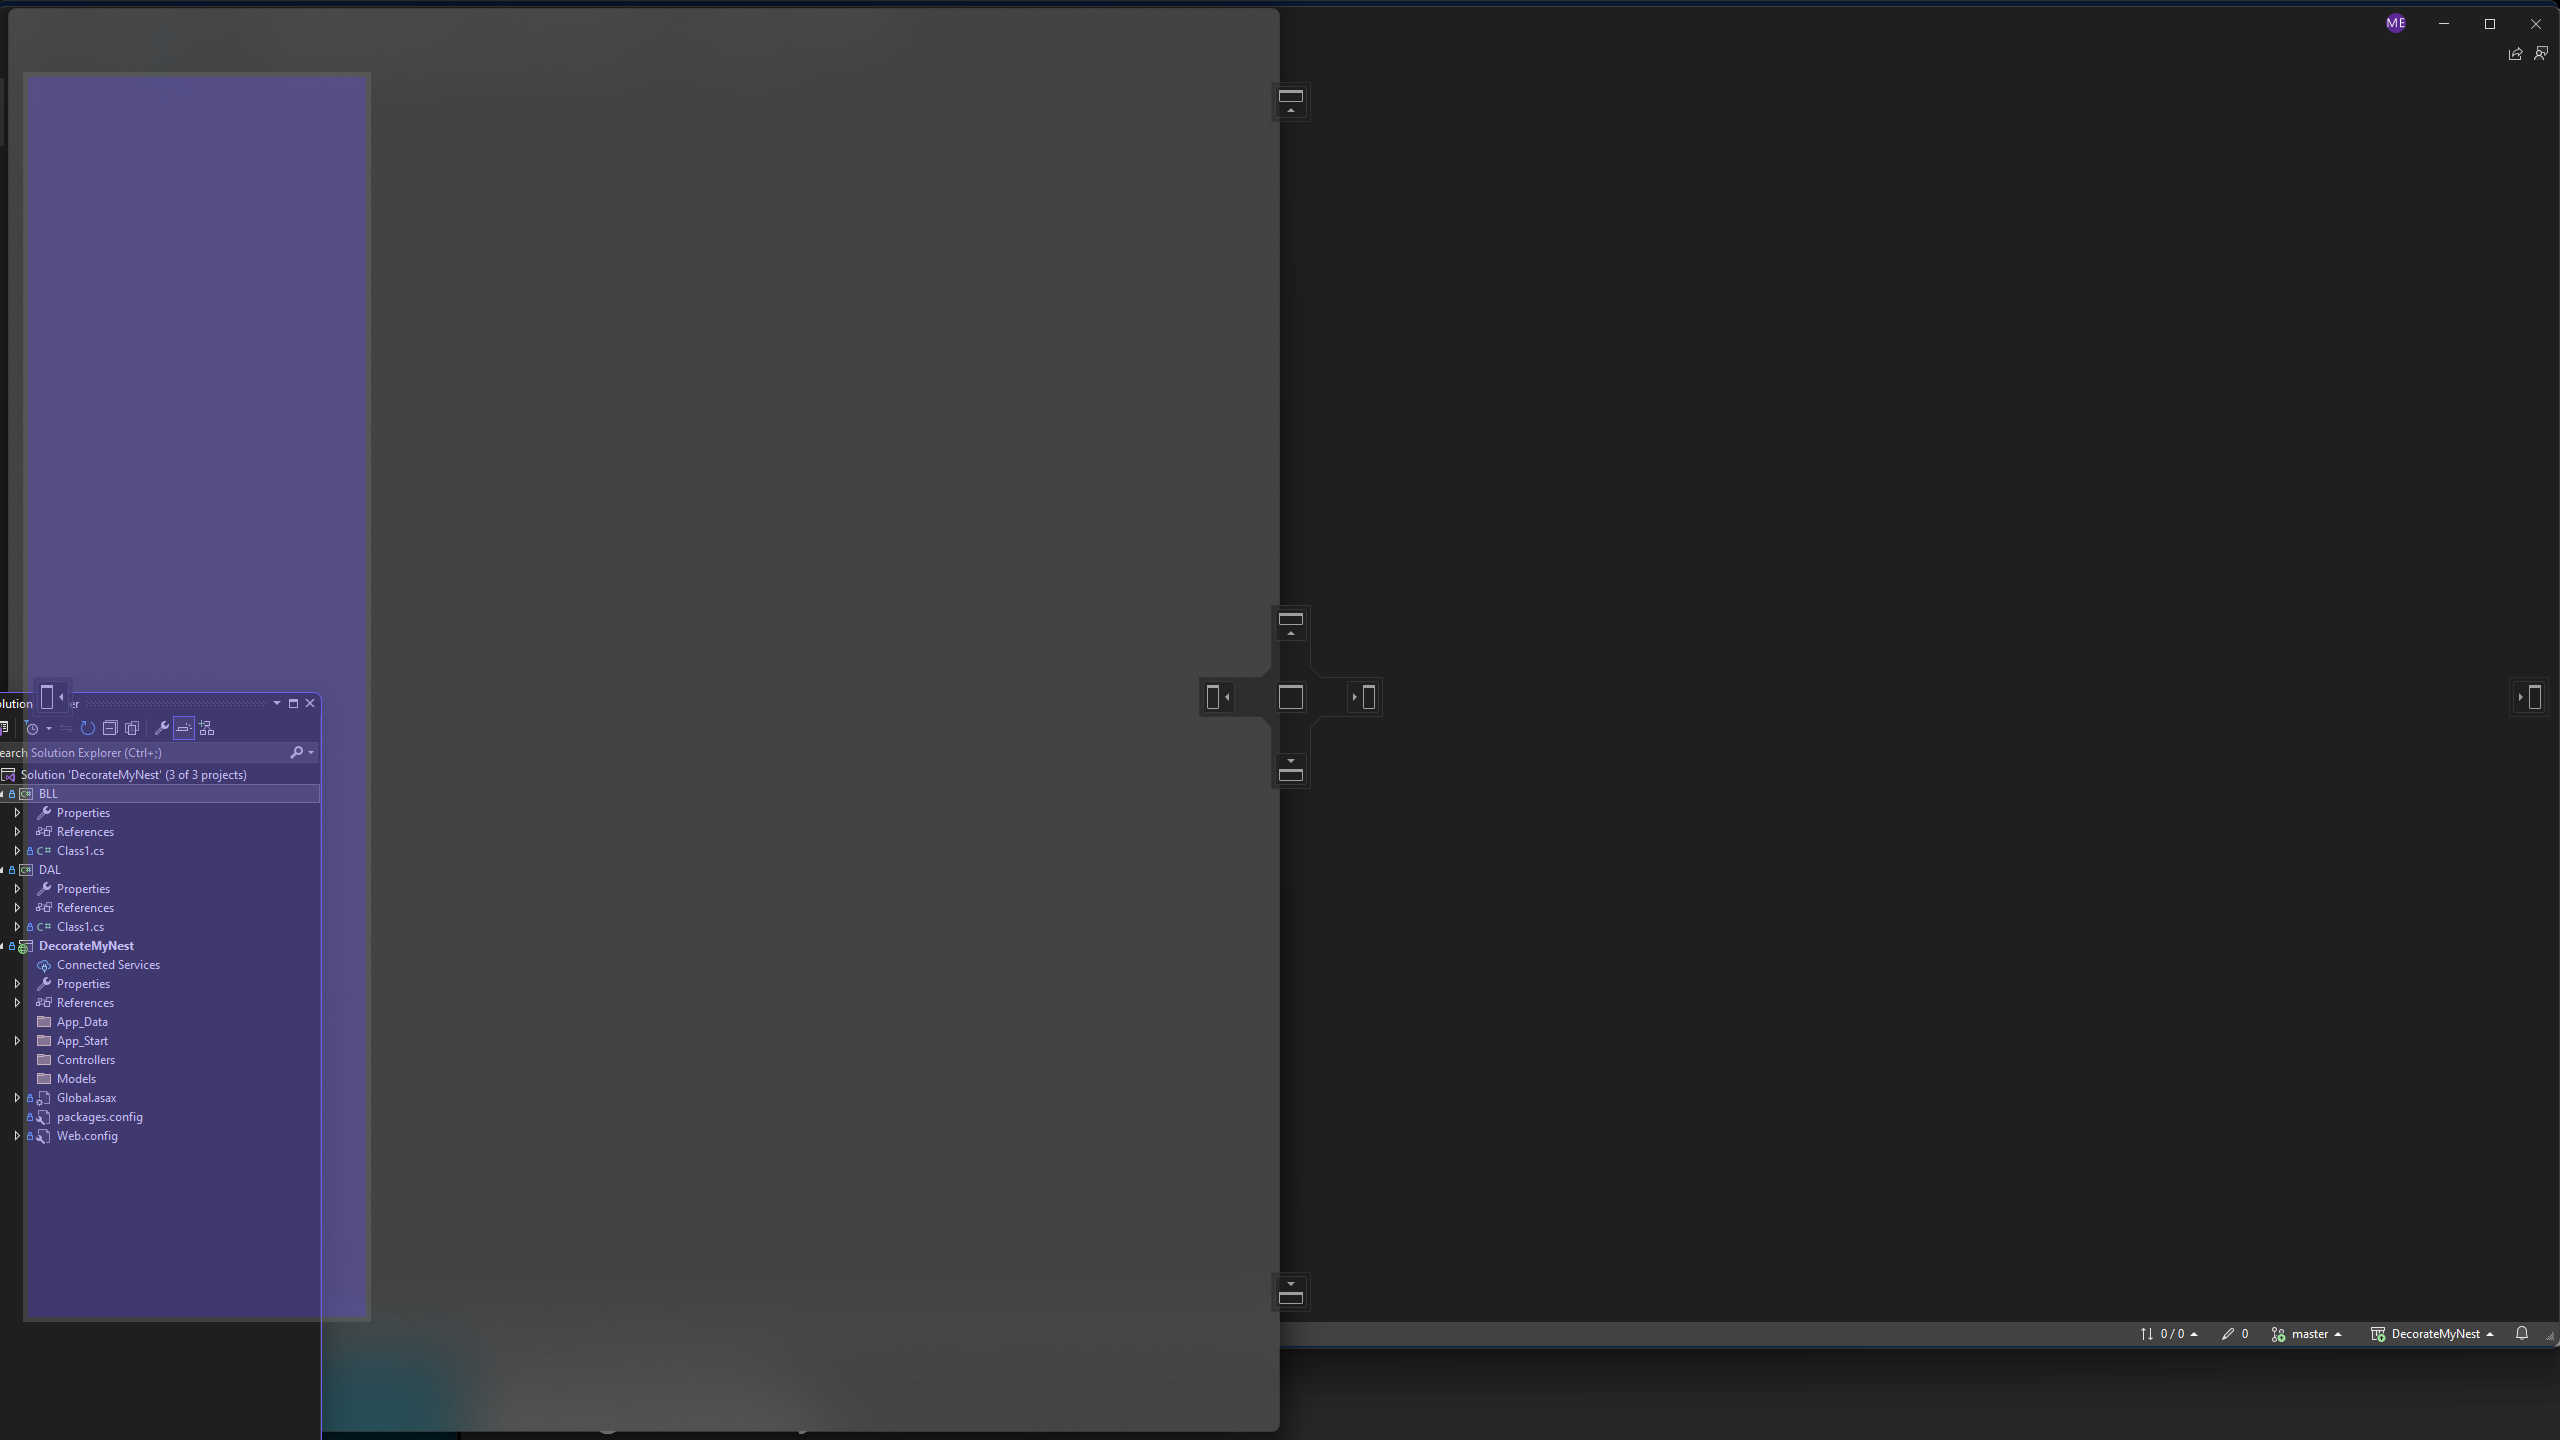 ME
er
Search Solution Explorer (Ctrl+;)
Solution 'DecorateMyNest' (3 of 3 projects)
C# BLL
Properties
References
C# Class1.cs
C# DAL
Properties
References
C# Class1.cs
DecorateMyNest
Connected Services
Properties
References
App_Data
App_Start
Controllers
Models
Global.asax
packages.config
Web.config
0 / 0 0 master DecorateMyNest